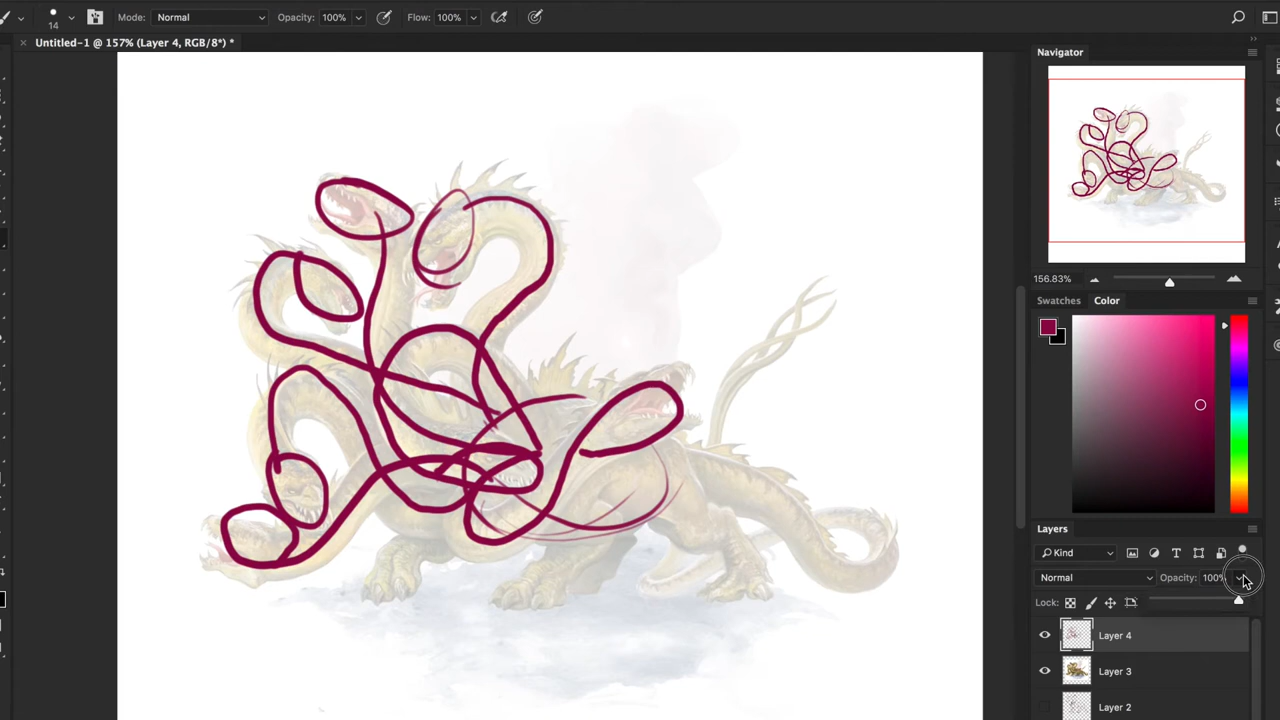 14 Mode: Normal Opacity: 100% Flow: 100%
× Untitled-1 @ 157% (Layer 4, RGB/8*) *
Navigator
156.83%
Swatches Color
Layers
Kind
Normal Opacity: 100%
Lock:
Layer 4
Layer 3
Layer 2